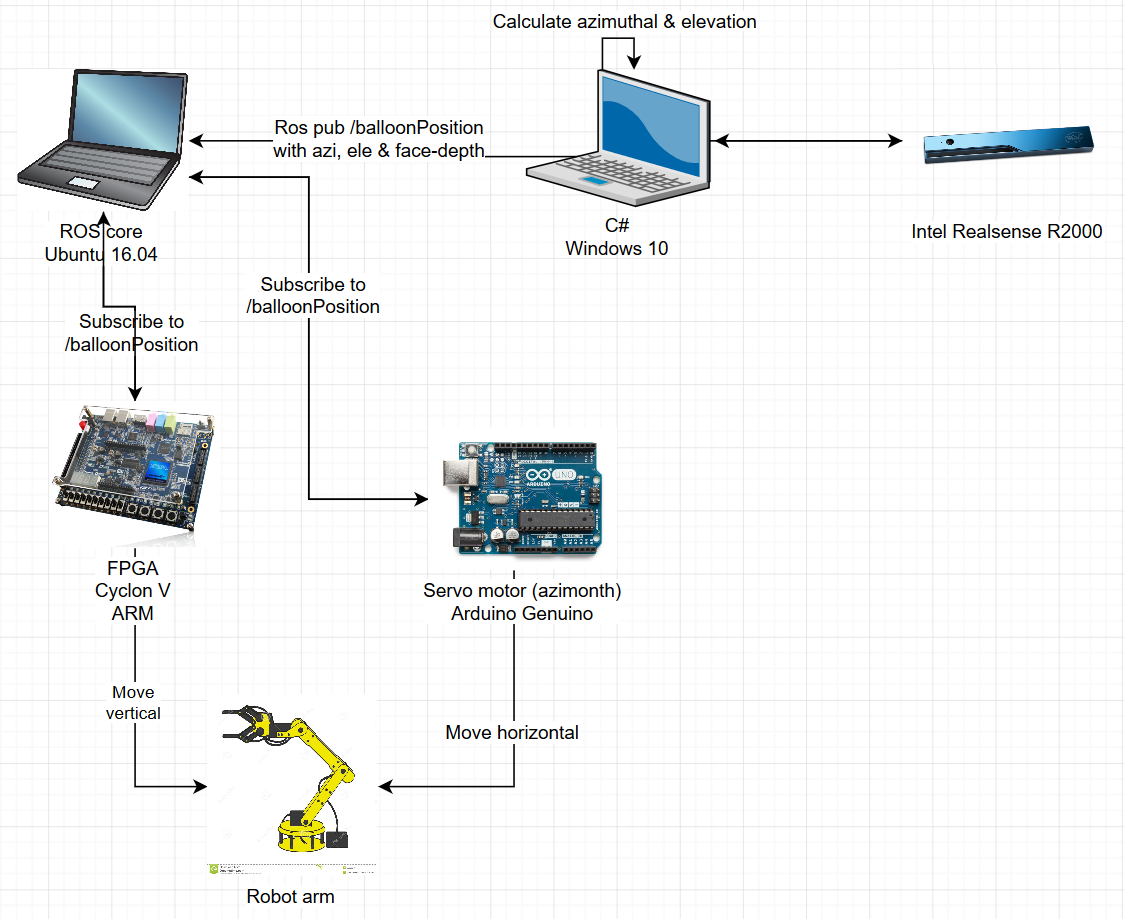 Calculate azimuthal & elevation
Ros pub /balloonPosition
with azi, ele & face-depth
ROS core
Ubuntu 16.04
C#
Windows 10
Intel Realsense R2000
Subscribe to
/balloonPosition
Subscribe to
/balloonPosition
UNO
ARDUINO
FPGA
Cyclon V
ARM
Servo motor (azimonth)
Arduino Genuino
Move
vertical
Move horizontal
Robot arm